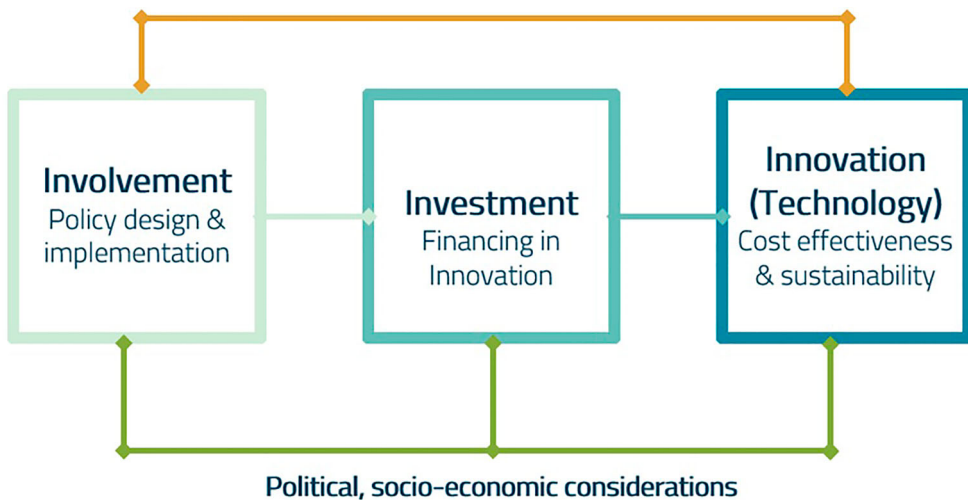 Involvement
Policy design &
implementation
Investment
Financing in
Innovation
Innovation
(Technology)
Cost effectiveness
& sustainability
Political, socio-economic considerations